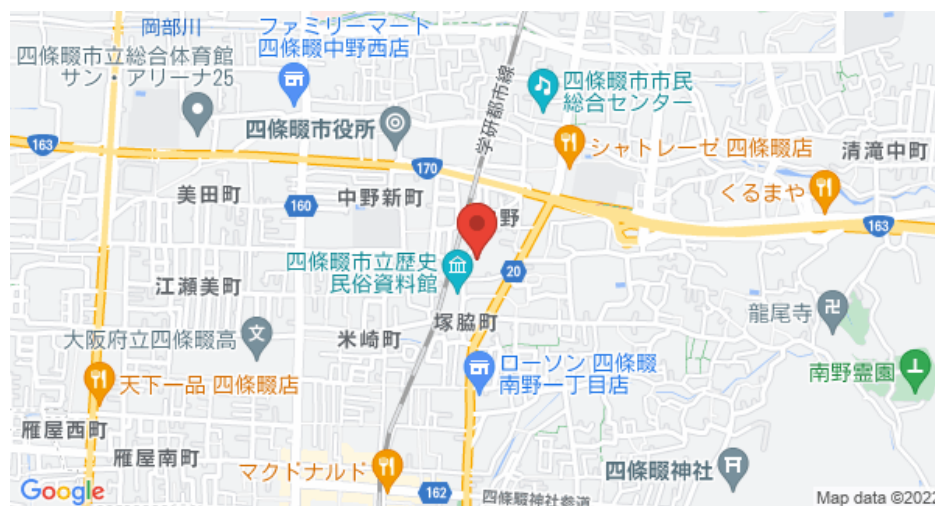 岡部川
ファミリーマート
四條畷中野西店
四條畷市立総合体育館
サン・アリーナ25
四條畷市市民
総合センター
学研都市線
四條畷市役所
163
170
シャトレーゼ 四條畷店
清滝中町
美田町
中野新町
160
くるまや
野
163
四條畷市立歴史
民俗資料館
20
江瀬美町
塚脇町
龍尾寺
大阪府立四條畷高
米崎町
ローソン 四條畷
南野一丁目店
南野霊園
天下一品 四條畷店
雁屋西町
雁屋南町
マクドナルド
四條畷神社
Google
162
四條畷神社参道
Map data ©2022